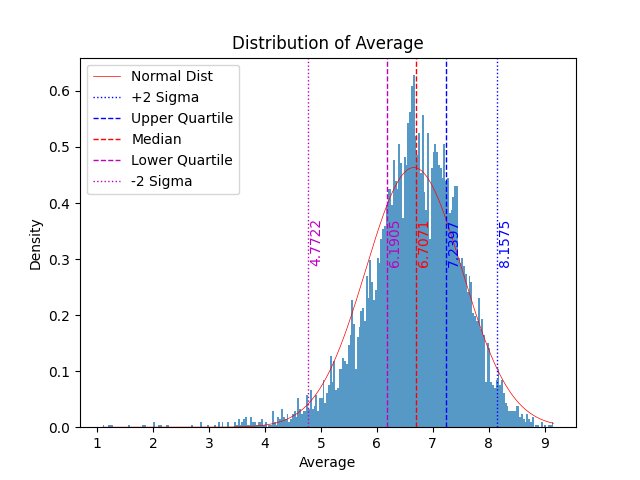 Distribution of Average
Normal Dist
+2 Sigma
Upper Quartile
Median
Lower Quartile
-2 Sigma
0.6
0.5
0.4
0.3
0.2
0.1
0.0
Density
4.7722
6.1905
6.7071
7.2397
8.1575
1 2 3 4 5 6 7 8 9
Average